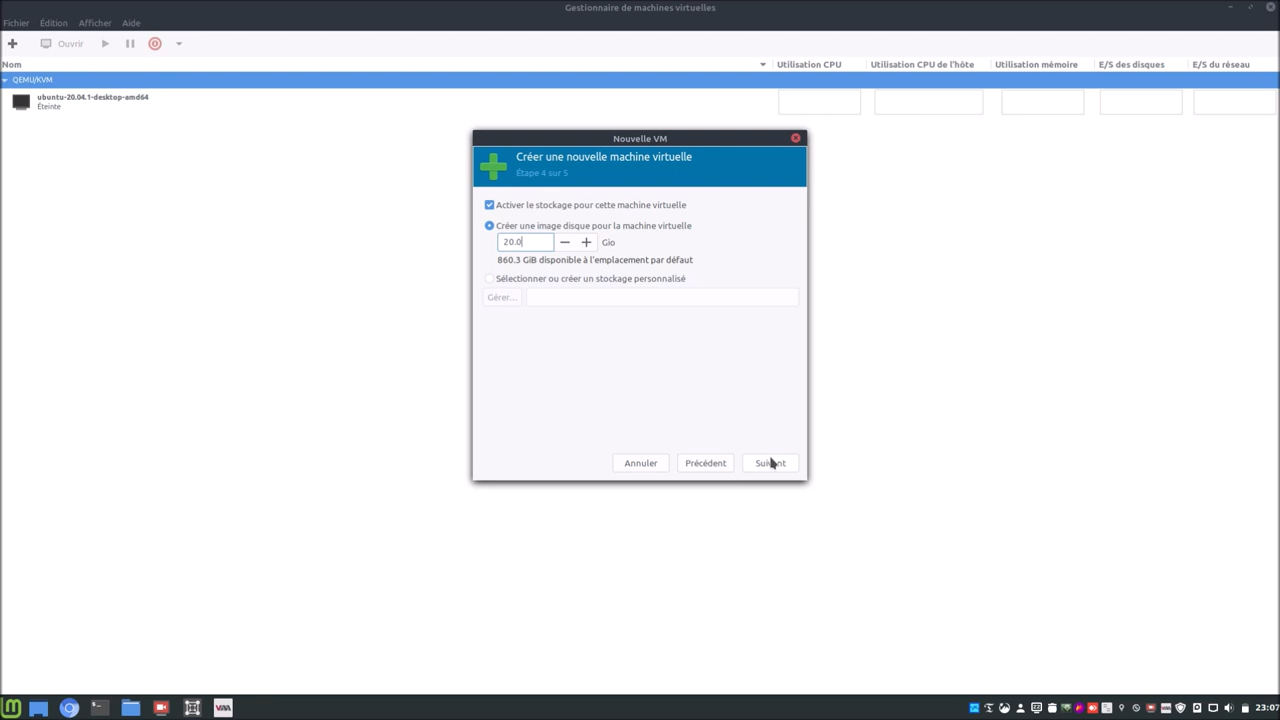 Gestionnaire de machines virtuelles
Fichier Édition Afficher Aide
Ouvrir
Nom Utilisation CPU Utilisation CPU de l'hôte Utilisation mémoire E/S des disques E/S du réseau
QEMU/KVM
ubuntu-20.04.1-desktop-amd64
Éteinte
Nouvelle VM
Créer une nouvelle machine virtuelle
Étape 4 sur 5
Activer le stockage pour cette machine virtuelle
Créer une image disque pour la machine virtuelle
20.0 Gio
860.3 GiB disponible à l'emplacement par défaut
Sélectionner ou créer un stockage personnalisé
Gérer...
Annuler Précédent Suivant
23:07